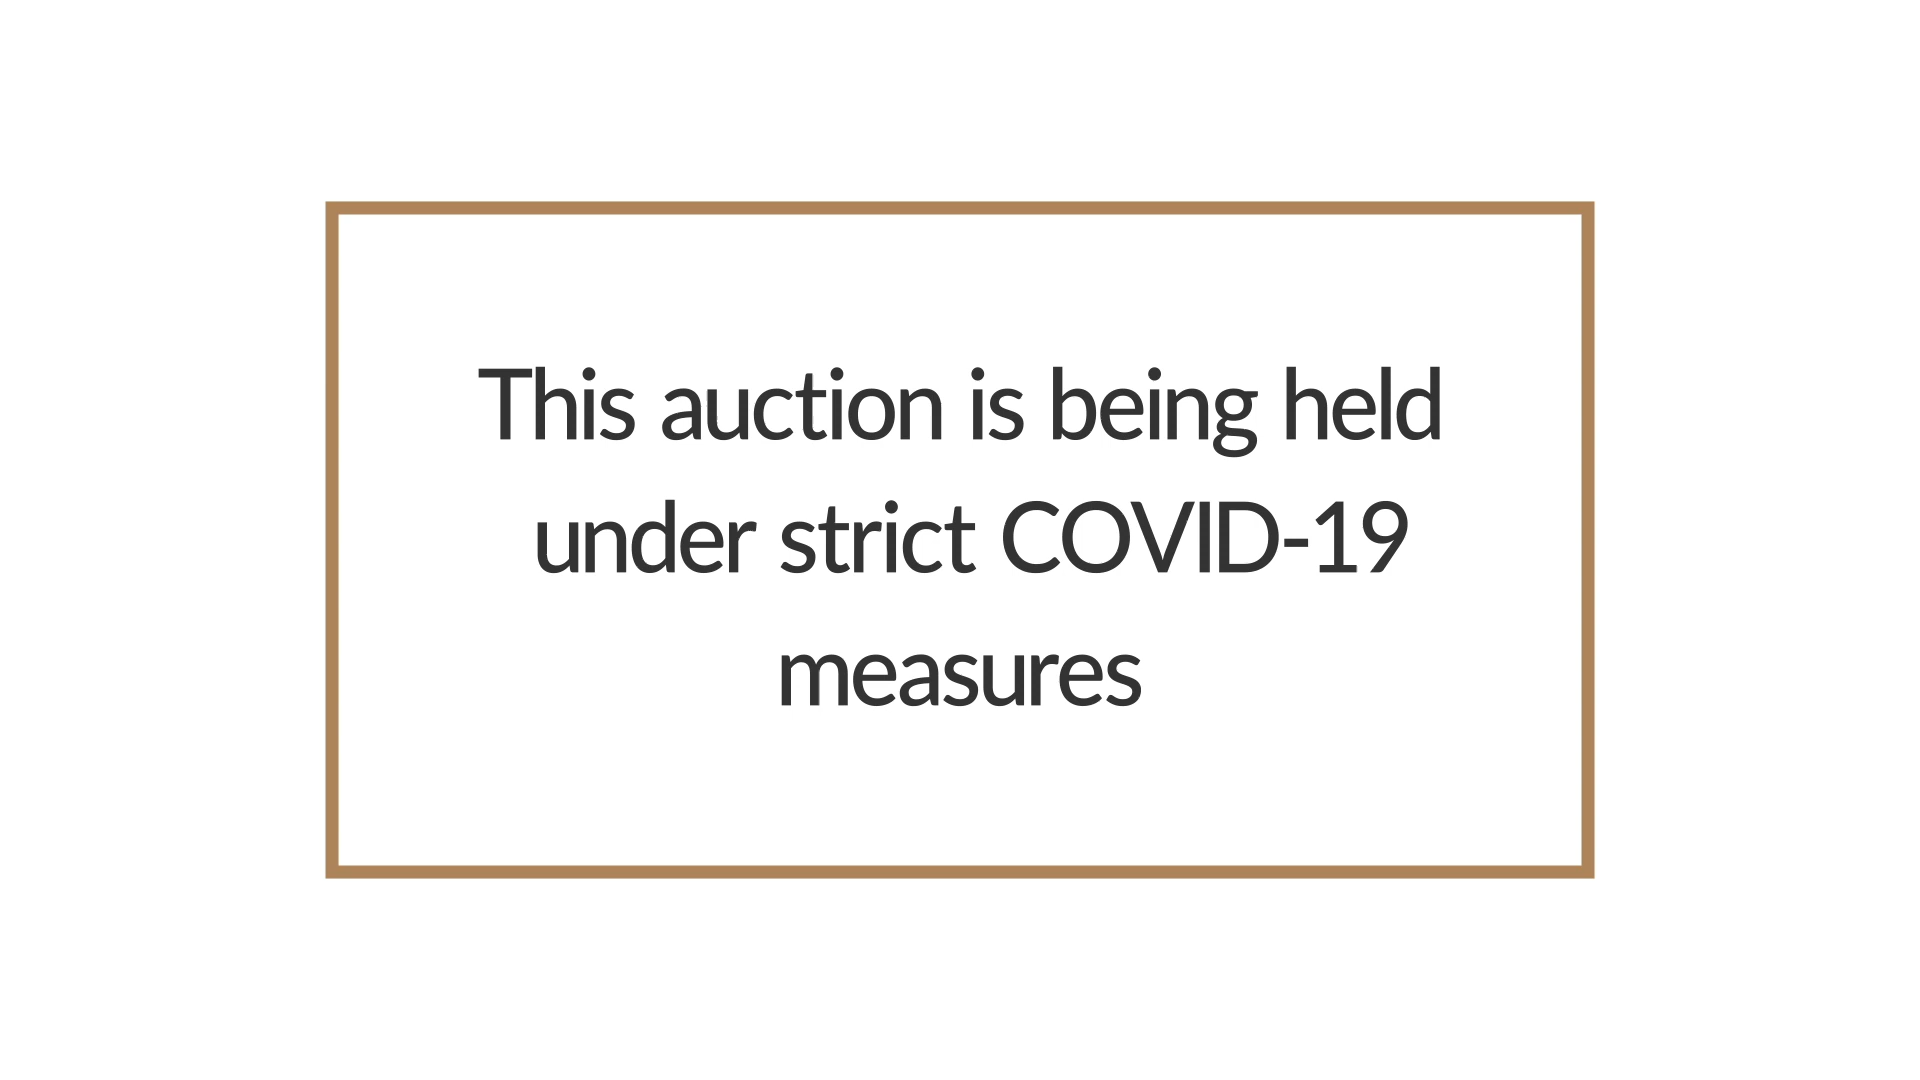 This auction is being held
under strict COVID-19
measures